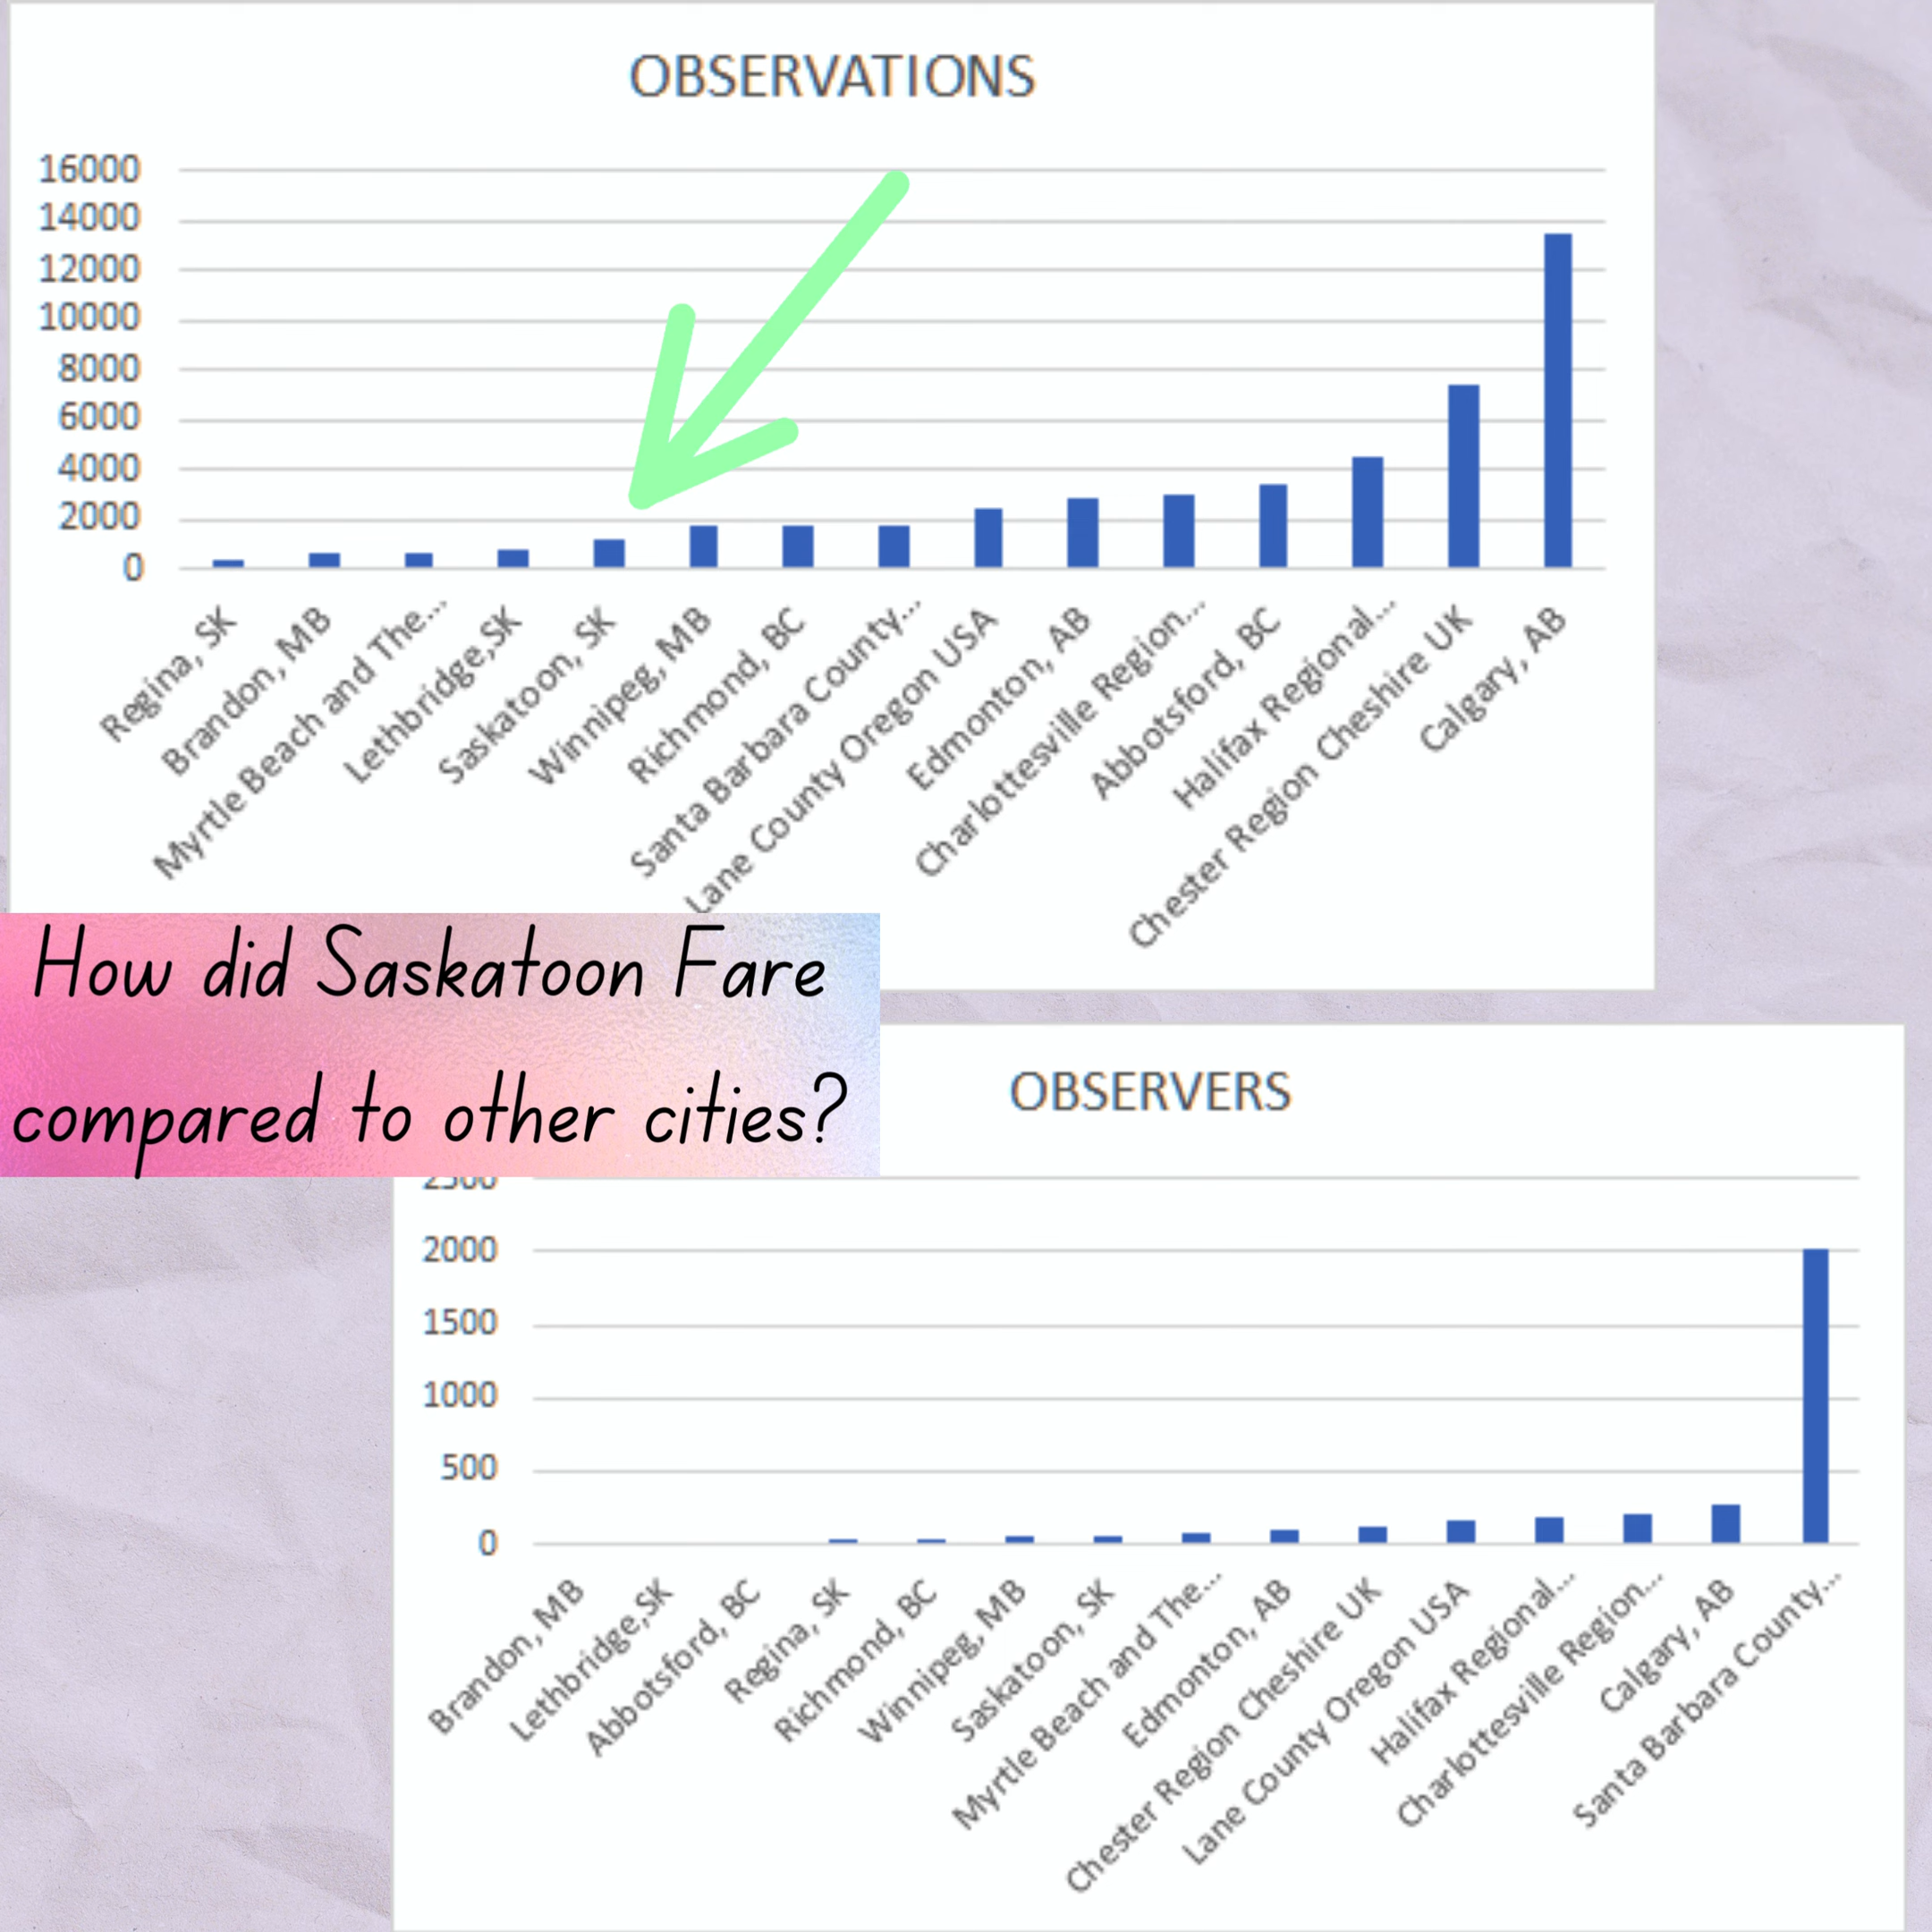 OBSERVATIONS
16000
14000
12000
10000
8000
6000
4000
2000
0
Regina, SK
Brandon, MB
Myrtle Beach and The...
Lethbridge,SK
Saskatoon, SK
Winnipeg, MB
Richmond, BC
Santa Barbara County...
Lane County Oregon USA
Edmonton, AB
Charlottesville Region...
Abbotsford, BC
Halifax Regional...
Chester Region Cheshire UK
Calgary, AB
How did Saskatoon Fare
compared to other cities?
OBSERVERS
2500
2000
1500
1000
500
0
Brandon, MB
Lethbridge,SK
Abbotsford, BC
Regina, SK
Richmond, BC
Winnipeg, MB
Saskatoon, SK
Myrtle Beach and The...
Edmonton, AB
Chester Region Cheshire UK
Lane County Oregon USA
Halifax Regional...
Charlottesville Region...
Calgary, AB
Santa Barbara County...